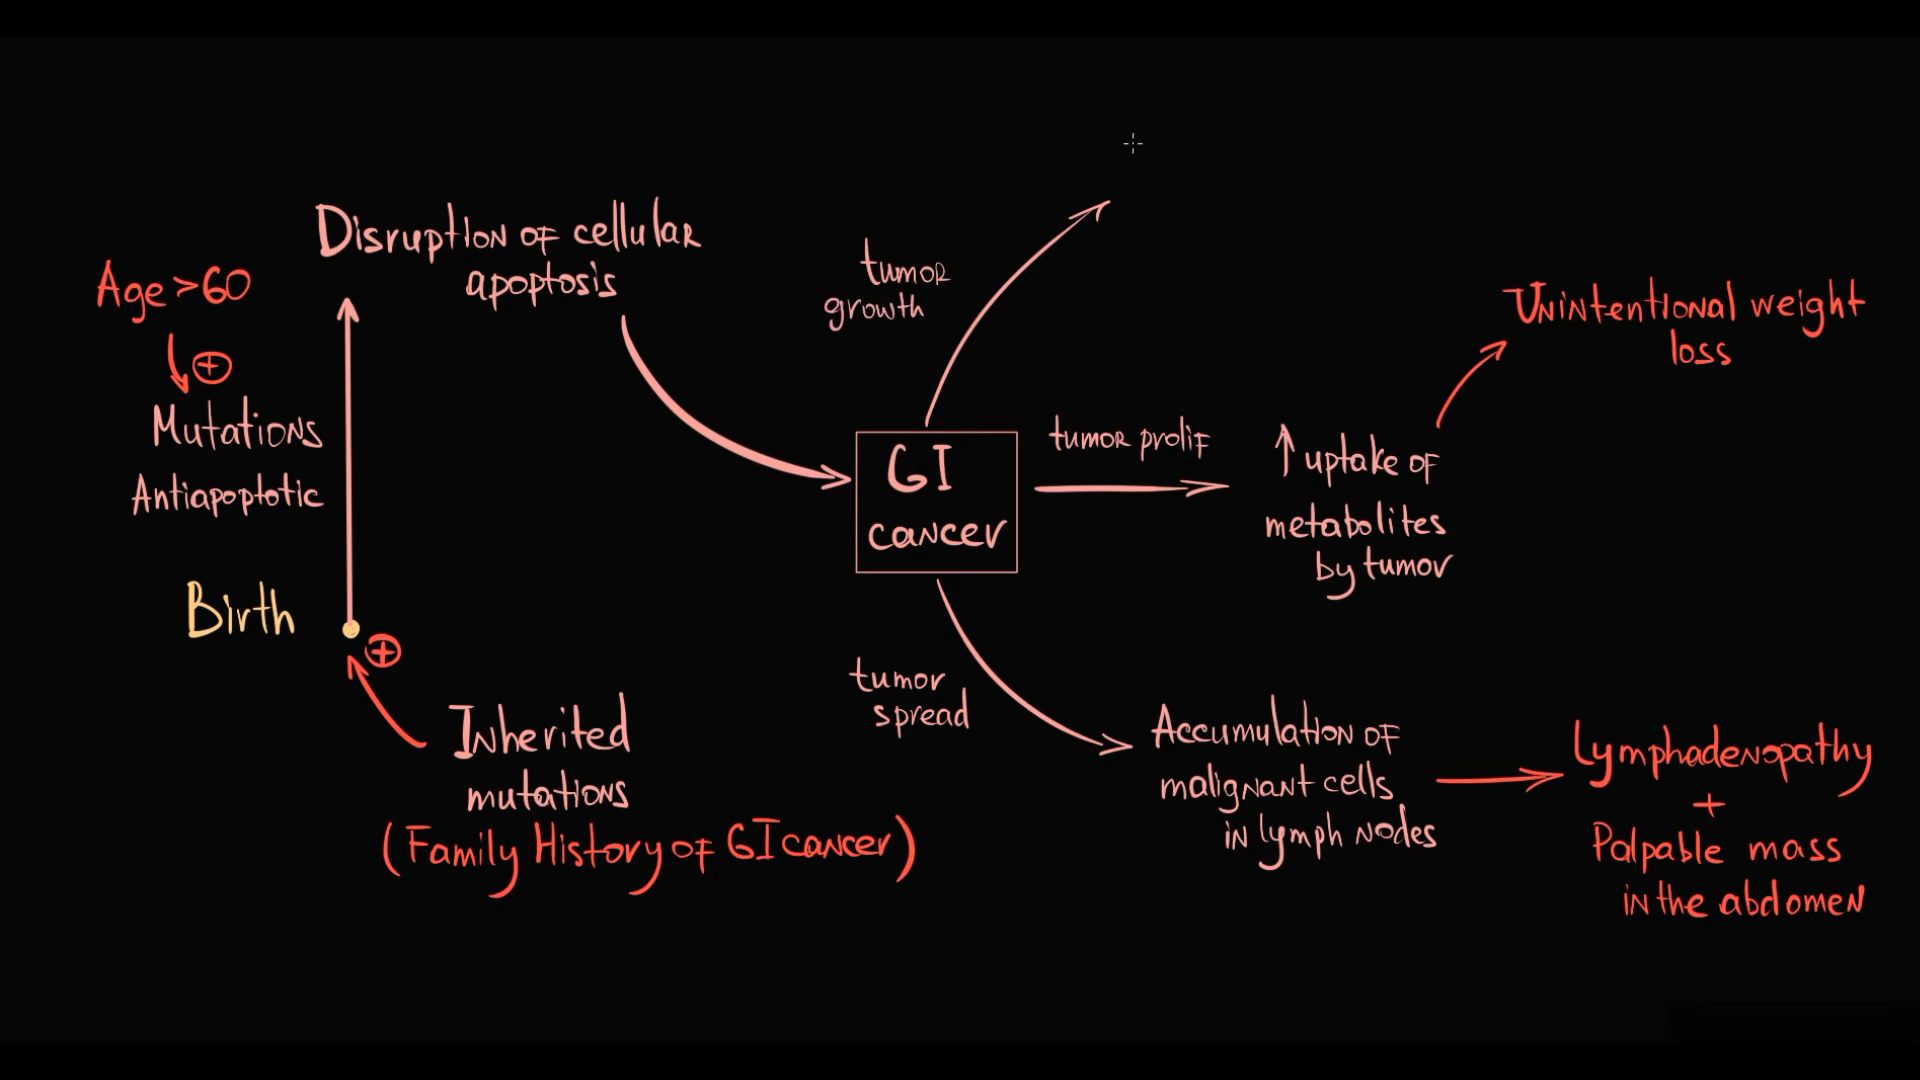 Disruption of cellular
apoptosis
Age >60
+
Mutations
Antiapoptotic
Birth
+
Inherited
mutations
(Family History of GI cancer)
tumor
growth
GI
cancer
tumor prolif
↑ uptake of
metabolites
by tumor
Unintentional weight
loss
tumor
spread
Accumulation of
malignant cells
in lymph nodes
Lymphadenopathy
+
Palpable mass
in the abdomen